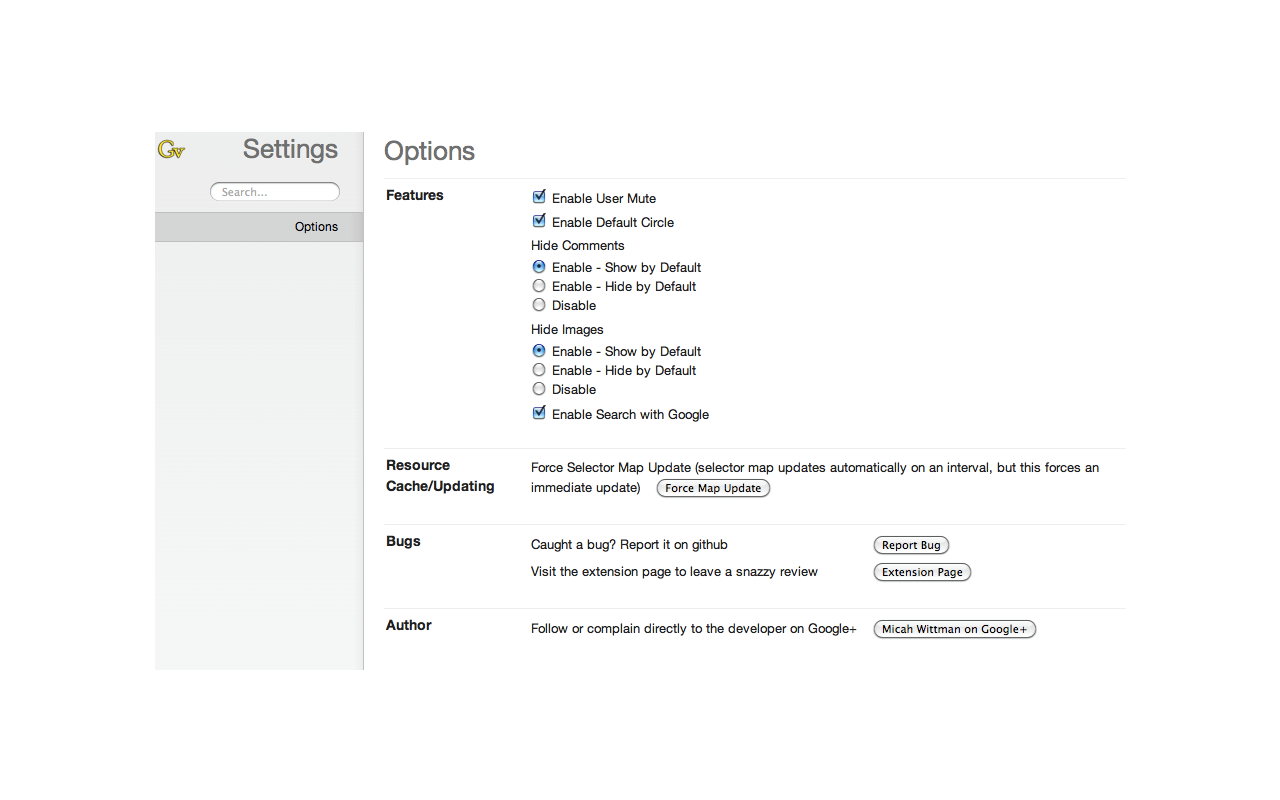 Gv
Settings
Search...
Options
Options
Features
Enable User Mute
Enable Default Circle
Hide Comments
Enable - Show by Default
Enable - Hide by Default
Disable
Hide Images
Enable - Show by Default
Enable - Hide by Default
Disable
Enable Search with Google
Resource
Cache/Updating
Force Selector Map Update (selector map updates automatically on an interval, but this forces an
immediate update) Force Map Update
Bugs
Caught a bug? Report it on github Report Bug
Visit the extension page to leave a snazzy review Extension Page
Author
Follow or complain directly to the developer on Google+ Micah Wittman on Google+